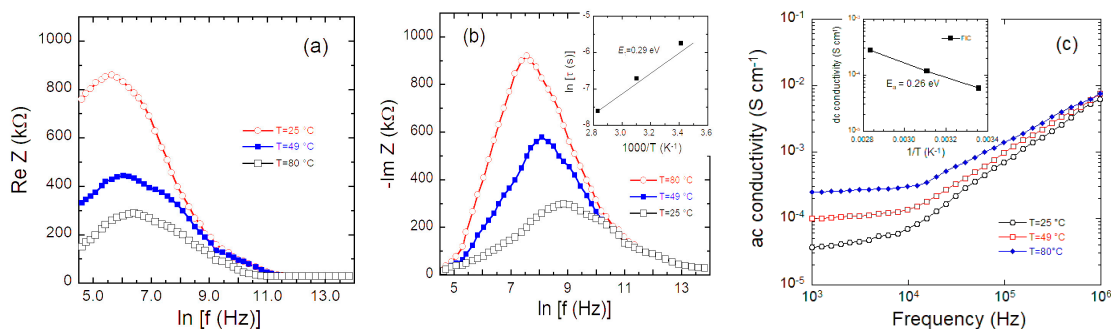 (a)
Re Z (kΩ)
1000
800
600
400
200
0
T=25 °C
T=49 °C
T=80 °C
5.0 7.0 9.0 11.0 13.0
ln [f (Hz)]
(b)
-Im Z (kΩ)
1000
800
600
400
200
0
T=80 °C
T=49 °C
T=25 °C
5 7 9 11 13
ln [f (Hz)]
ln [τ (s)]
-5
-6
-7
-8
=0.29 eV
2.8 3.0 3.2 3.4 3.6
1000/T (K-1)
(c)
ac conductivity (S cm-1)
10-1
10-2
10-3
10-4
10-5
T=25 °C
T=49 °C
T=80°C
103 104 105 106
Frequency (Hz)
dc conductivity (S cm-1)
Ea = 0.26 eV
0.0028 0.0030 0.0032 0.0034
1/T (K-1)